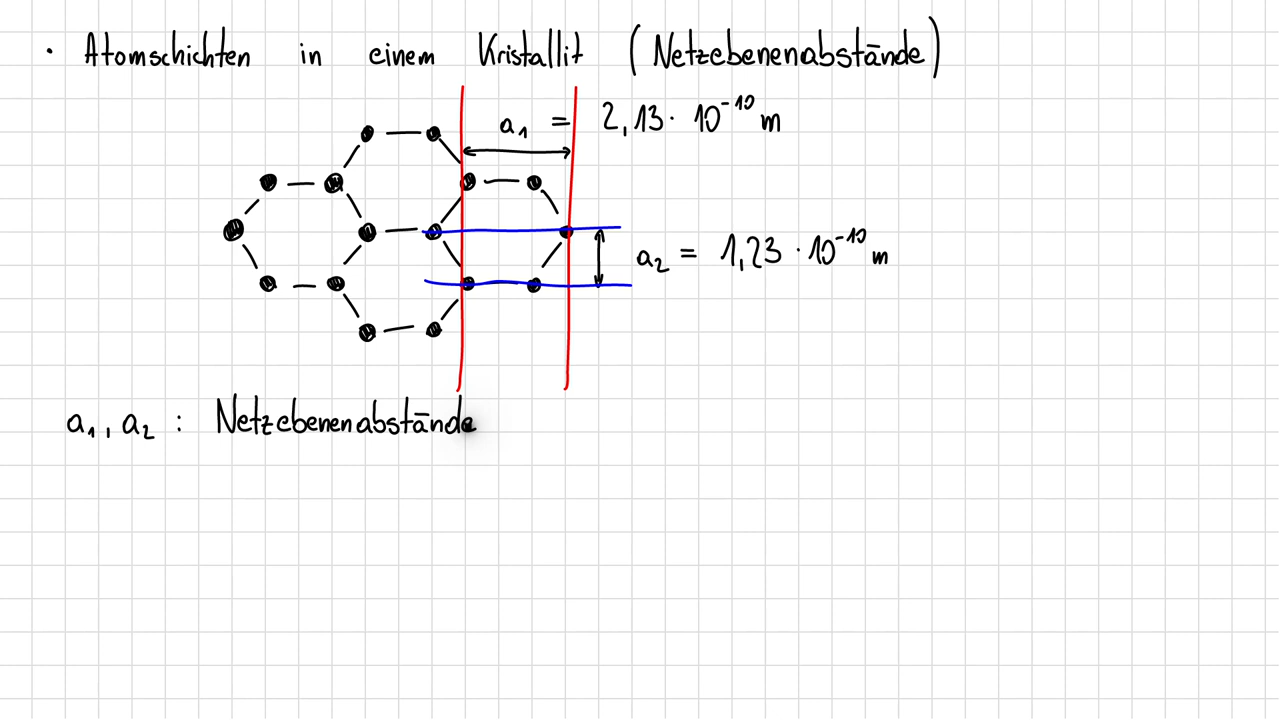 · Atomschichten in einem Kristallit (Netzebenenabstände)
a₁ = 2,13 · 10⁻¹⁰ m
a₂ = 1,23 · 10⁻¹⁰ m
a₁, a₂ : Netzebenenabstände